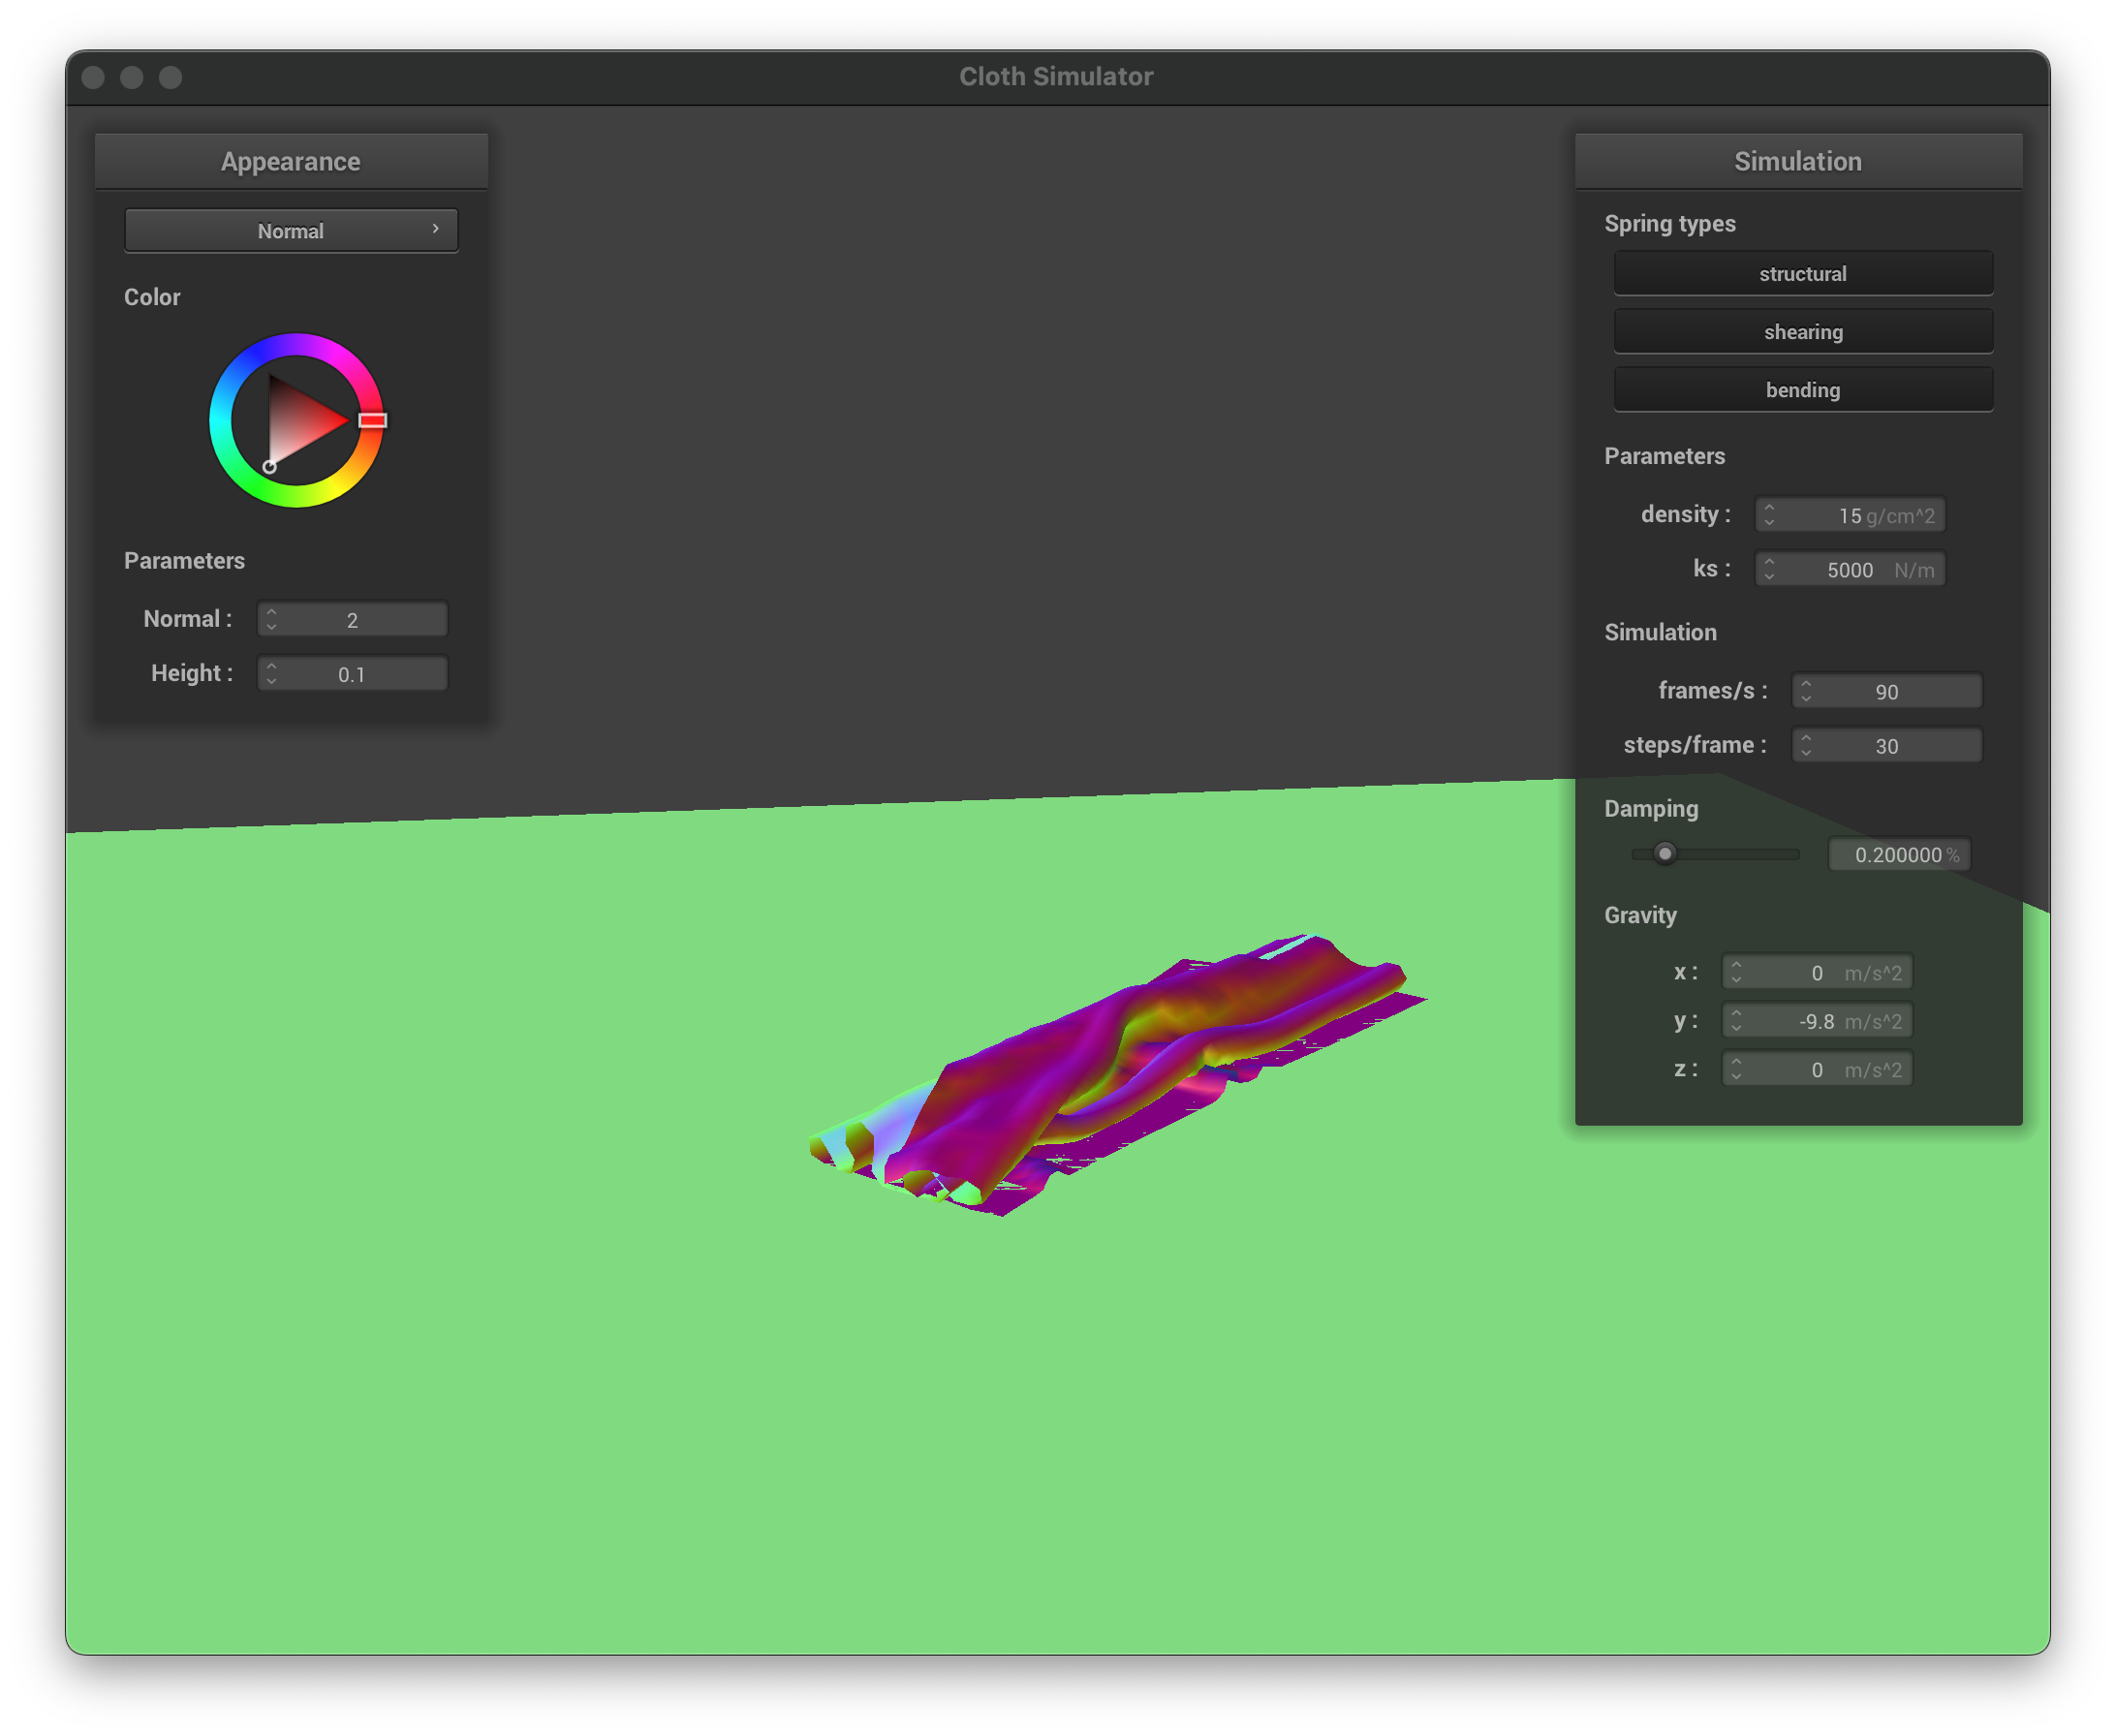 Cloth Simulator
Appearance
Normal
Color
Parameters
Normal : 2
Height : 0.1
Simulation
Spring types
structural
shearing
bending
Parameters
density : 15 g/cm^2
ks : 5000 N/m
Simulation
frames/s : 90
steps/frame : 30
Damping
0.200000 %
Gravity
x : 0 m/s^2
y : -9.8 m/s^2
z : 0 m/s^2